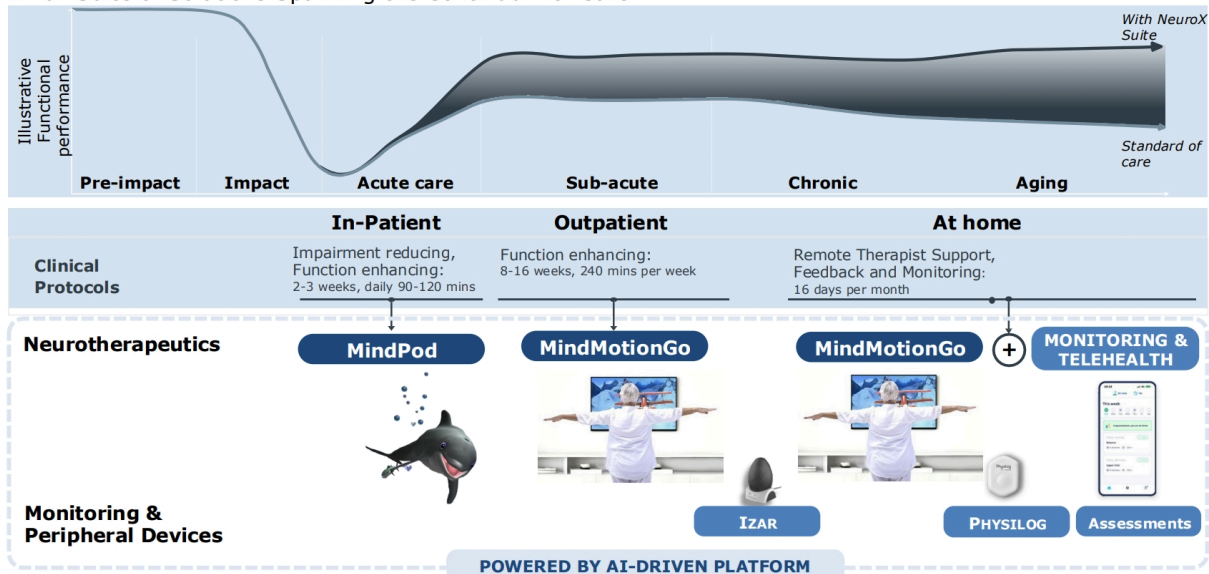 With NeuroX
Suite
Illustrative
Functional
performance
Standard of
care
Pre-impact
Impact
Acute care
Sub-acute
Chronic
Aging
In-Patient
Outpatient
At home
Clinical
Protocols
Impairment reducing,
Function enhancing:
2-3 weeks, daily 90-120 mins
Function enhancing:
8-16 weeks, 240 mins per week
Remote Therapist Support,
Feedback and Monitoring:
16 days per month
Neurotherapeutics
MindPod
MindMotionGo
MindMotionGo
+
MONITORING &
TELEHEALTH
This week
Monitoring &
Peripheral Devices
IZAR
PHYSILOG
Assessments
POWERED BY AI-DRIVEN PLATFORM